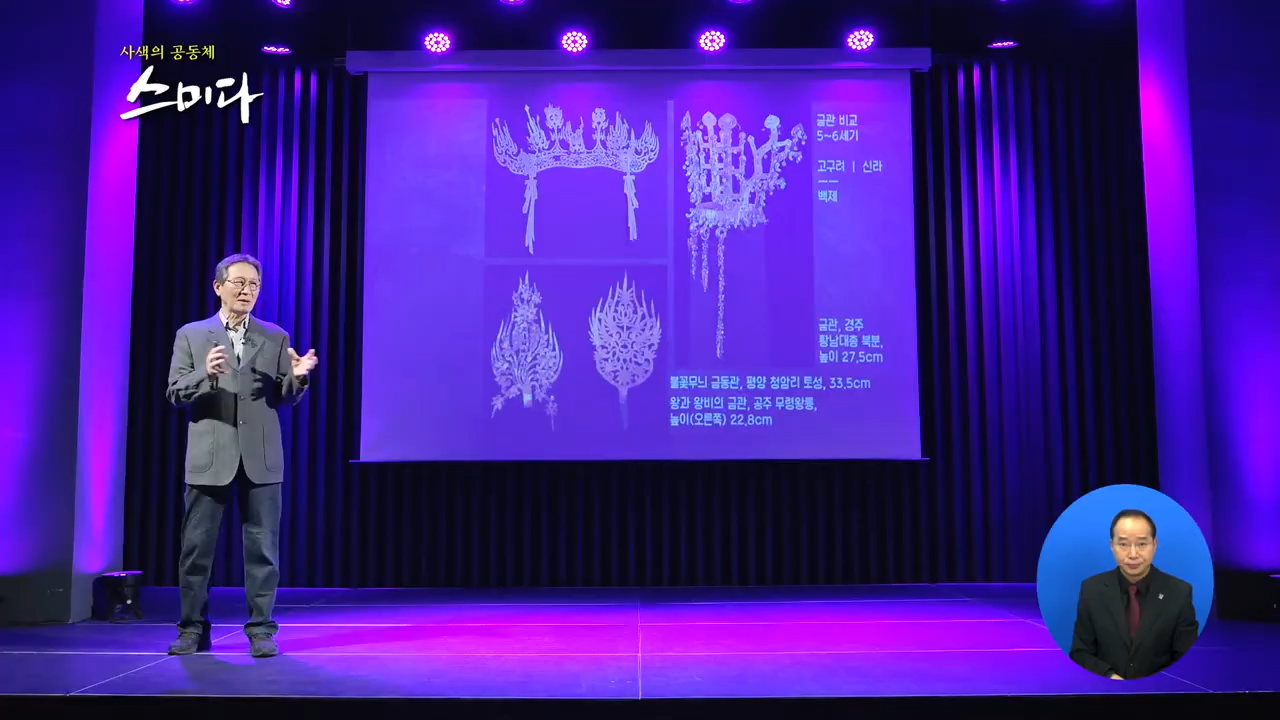 사색의 공동체
스미다
금관 비교
5~6세기
고구려 | 신라
백제
금관, 경주
황남대총 북분,
높이 27,5cm
불꽃무늬 금동관, 평양 청암리 토성, 33,5cm
왕과 왕비의 금관, 공주 무령왕릉,
높이(오른쪽) 22,8cm